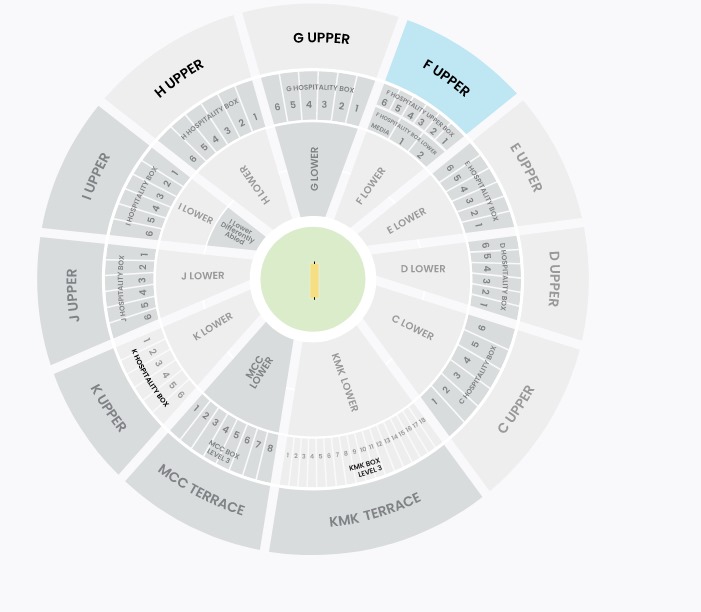 G UPPER
F UPPER
H UPPER
E UPPER
I UPPER
D UPPER
J UPPER
C UPPER
K UPPER
MCC TERRACE
KMK TERRACE
G HOSPITALITY BOX
6 5 4 3 2 1
F HOSPITALITY UPPER BOX
6 5 4 3 2 1
F HOSPITALITY BOX LOWER
MEDIA 1 2
H HOSPITALITY BOX
6 5 4 3 2 1
E HOSPITALITY BOX
6 5 4 3 2 1
I HOSPITALITY BOX
6 5 4 3 2 1
D HOSPITALITY BOX
6 5 4 3 2 1
J HOSPITALITY BOX
6 5 4 3 2 1
C HOSPITALITY BOX
6 5 4 3 2 1
K HOSPITALITY BOX
1 2 3 4 5 6
MCC BOX
LEVEL 3
1 2 3 4 5 6 7 8
KMK BOX
LEVEL 3
1 2 3 4 5 6 7 8 9 10 11 12 13 14 15 16 17 18
G LOWER
F LOWER
H LOWER
E LOWER
I LOWER
I Lower
Differently
Abled
D LOWER
J LOWER
C LOWER
K LOWER
MCC
LOWER
KMK LOWER